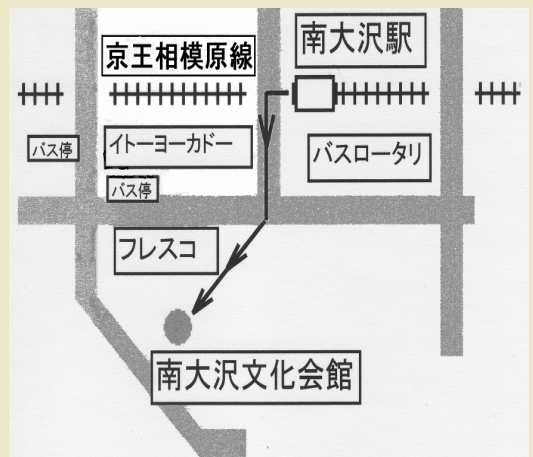 南大沢駅
京王相模原線
イトーヨーカドー
バスロータリ
バス停
バス停
フレスコ
南大沢文化会館